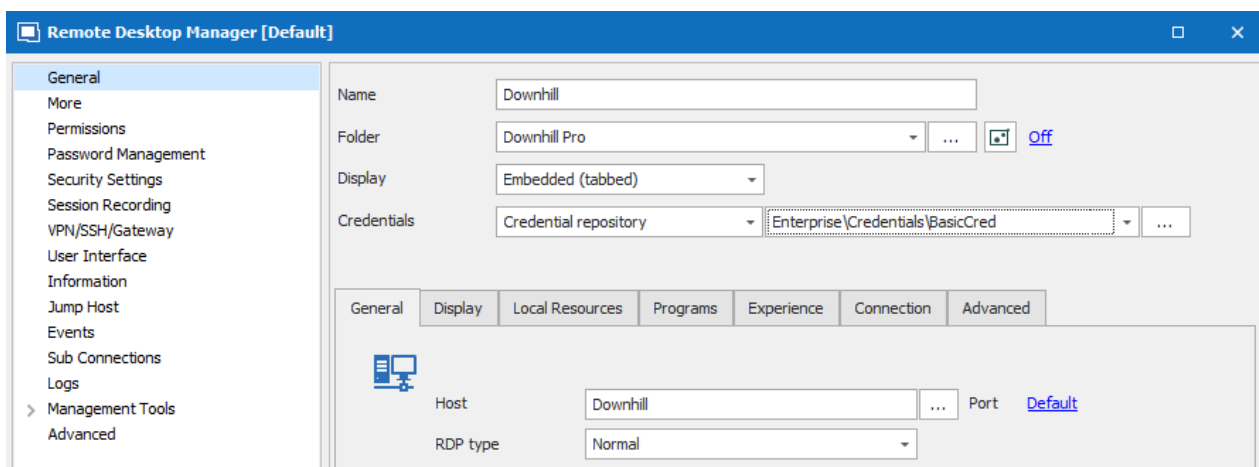 Remote Desktop Manager [Default]
General
More
Permissions
Password Management
Security Settings
Session Recording
VPN/SSH/Gateway
User Interface
Information
Jump Host
Events
Sub Connections
Logs
Management Tools
Advanced
Name Downhill
Folder Downhill Pro ... Off
Display Embedded (tabbed)
Credentials Credential repository Enterprise\Credentials\BasicCred ...
General Display Local Resources Programs Experience Connection Advanced
Host Downhill ... Port Default
RDP type Normal